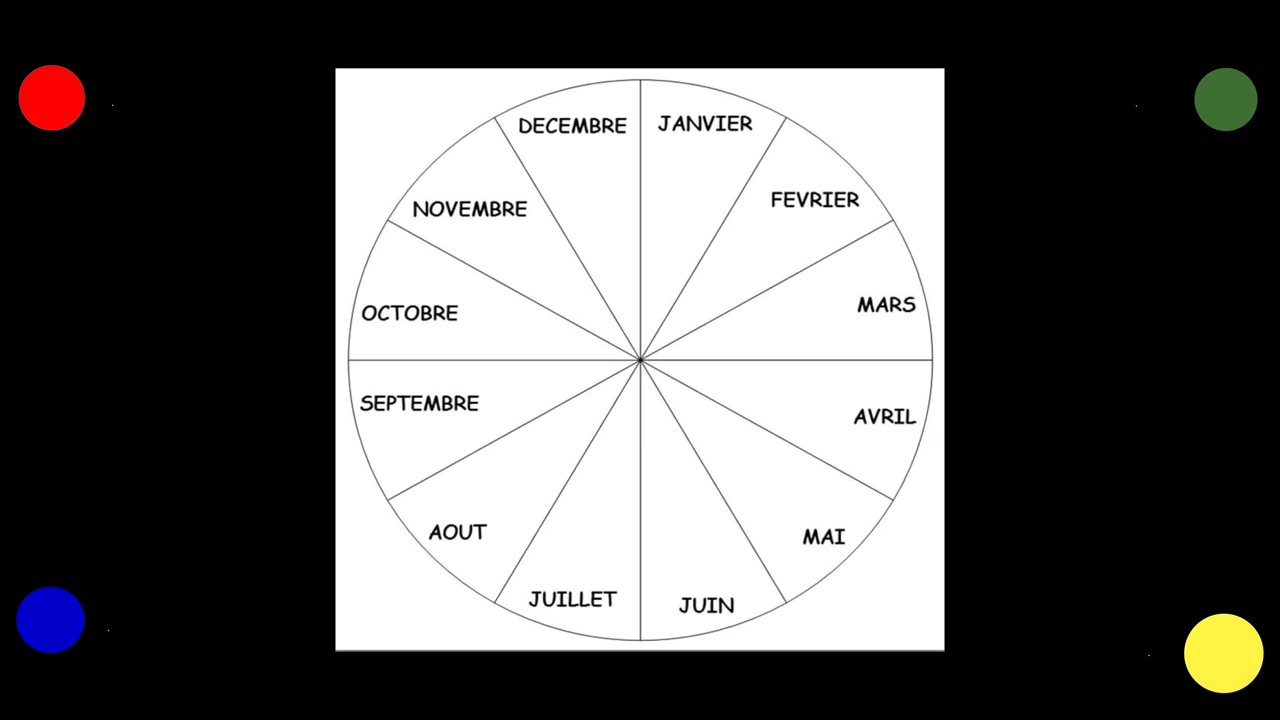 JANVIER
FEVRIER
MARS
AVRIL
MAI
JUIN
JUILLET
AOUT
SEPTEMBRE
OCTOBRE
NOVEMBRE
DECEMBRE